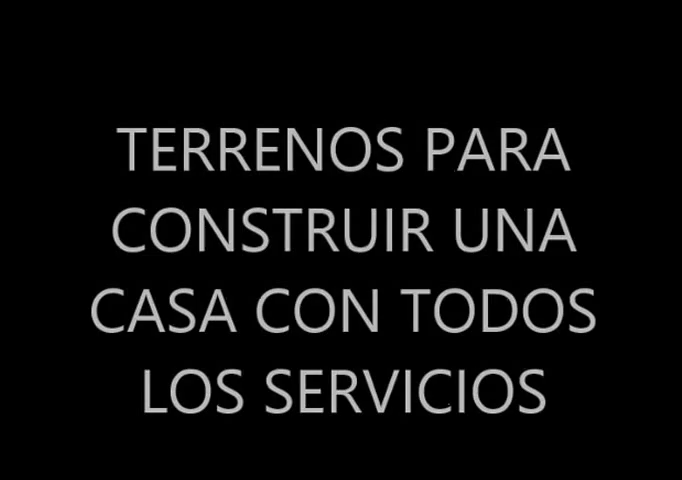 TERRENOS PARA
CONSTRUIR UNA
CASA CON TODOS
LOS SERVICIOS